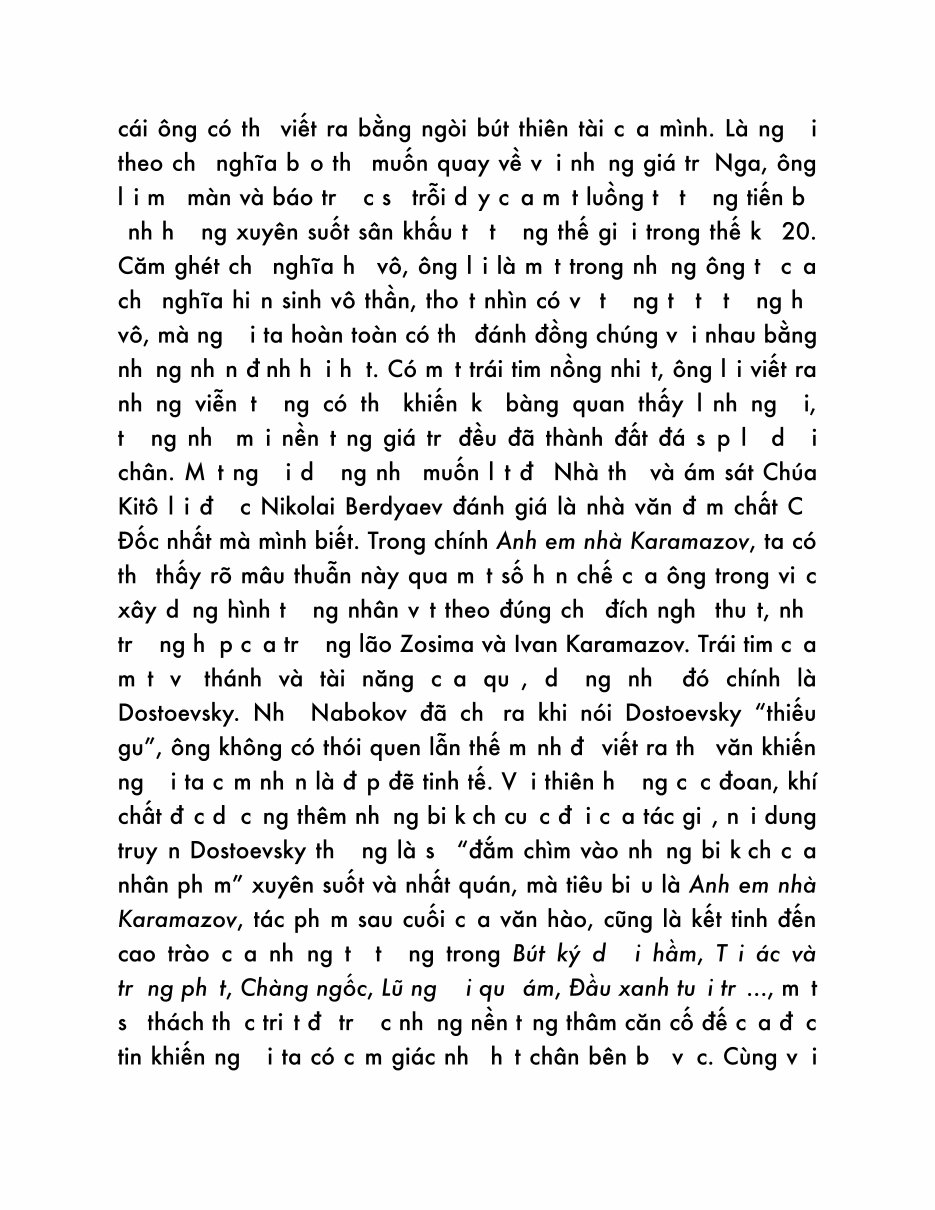 cái ông có th viết ra bằng ngòi bút thiên tài c a mình. Là ng i
theo ch nghĩa b o th muốn quay về v i nh ng giá tr Nga, ông
l i m màn và báo tr c s trỗi d y c a m t luồng t t ng tiến b
nh h ng xuyên suốt sân khấu t t ng thế gi i trong thế k 20.
Căm ghét ch nghĩa h vô, ông l i là m t trong nh ng ông t c a
ch nghĩa hi n sinh vô thần, tho t nhìn có v t ng t t t ng h
vô, mà ng i ta hoàn toàn có th đánh đồng chúng v i nhau bằng
nh ng nh n đ nh h i h t. Có m t trái tim nồng nhi t, ông l i viết ra
nh ng viễn t ng có th khiến k bàng quan thấy l nh ng i,
t ng nh m i nền t ng giá tr đều đã thành đất đá s p l d i
chân. M t ng i d ng nh muốn l t đ Nhà th và ám sát Chúa
Kitô l i đ c Nikolai Berdyaev đánh giá là nhà văn đ m chất C
Đốc nhất mà mình biết. Trong chính Anh em nhà Karamazov, ta có
th thấy rõ mâu thuẫn này qua m t số h n chế c a ông trong vi c
xây d ng hình t ng nhân v t theo đúng ch đích ngh thu t, nh
tr ng h p c a tr ng lão Zosima và Ivan Karamazov. Trái tim c a
m t v thánh và tài năng c a qu , d ng nh đó chính là
Dostoevsky. Nh Nabokov đã ch ra khi nói Dostoevsky “thiếu
gu”, ông không có thói quen lẫn thế m nh đ viết ra th văn khiến
ng i ta c m nh n là đ p đẽ tinh tế. V i thiên h ng c c đoan, khí
chất đ c d c ng thêm nh ng bi k ch cu c đ i c a tác gi , n i dung
truy n Dostoevsky th ng là s “đắm chìm vào nh ng bi k ch c a
nhân ph m” xuyên suốt và nhất quán, mà tiêu bi u là Anh em nhà
Karamazov, tác ph m sau cuối c a văn hào, cũng là kết tinh đến
cao trào c a nh ng t t ng trong Bút ký d i hầm, T i ác và
tr ng ph t, Chàng ngốc, Lũ ng i qu ám, Đầu xanh tu i tr ..., m t
s thách th c tri t đ tr c nh ng nền t ng thâm căn cố đế c a đ c
tin khiến ng i ta có c m giác nh h t chân bên b v c. Cùng v i